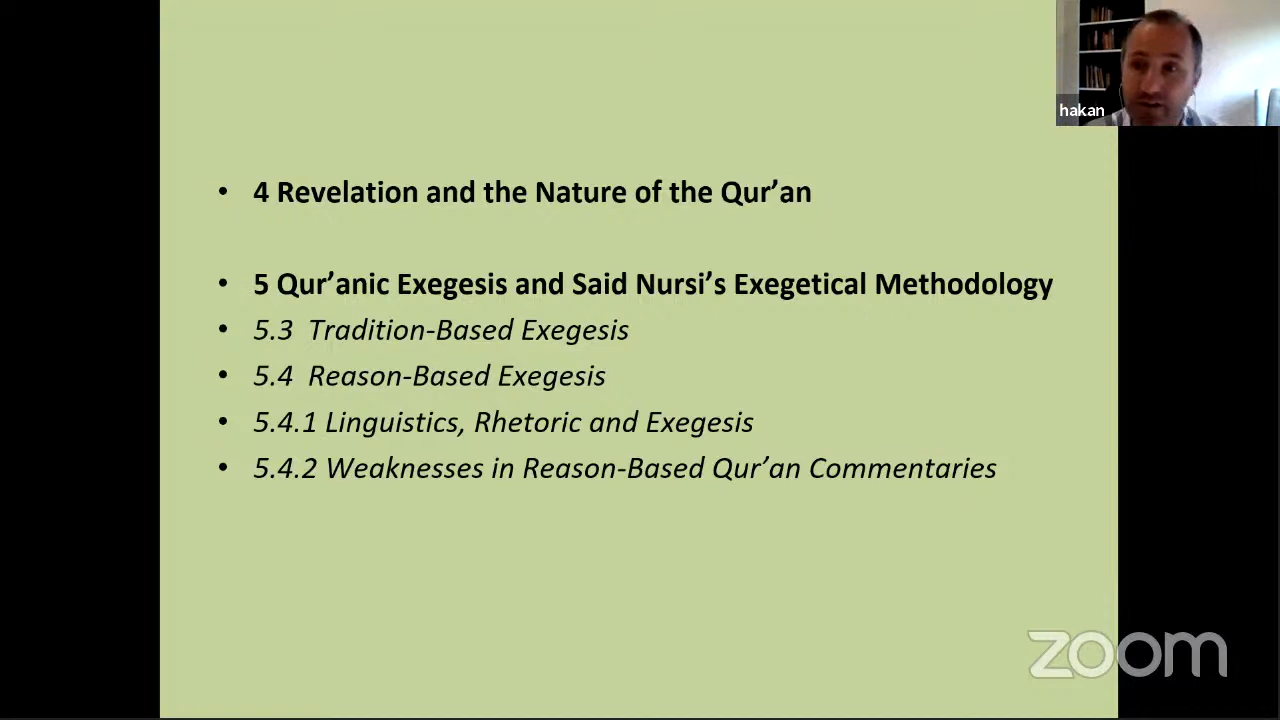 hakan
• 4 Revelation and the Nature of the Qur’an
• 5 Qur’anic Exegesis and Said Nursi’s Exegetical Methodology
• 5.3 Tradition-Based Exegesis
• 5.4 Reason-Based Exegesis
• 5.4.1 Linguistics, Rhetoric and Exegesis
• 5.4.2 Weaknesses in Reason-Based Qur’an Commentaries
zoom